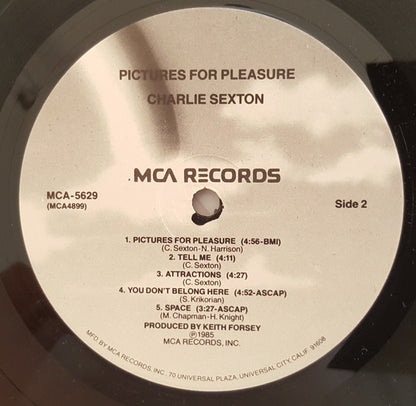 PICTURES FOR PLEASURE
CHARLIE SEXTON
MCA RECORDS
MCA-5629
(MCA4899)
Side 2
1. PICTURES FOR PLEASURE (4:56-BMI)
(C. Sexton-N. Harrison)
2. TELL ME (4:11)
(C. Sexton)
3. ATTRACTIONS (4:27)
(C. Sexton)
4. YOU DON'T BELONG HERE (4:52-ASCAP)
(S. Krikorian)
5. SPACE (3:27-ASCAP)
(M. Chapman-H. Knight)
PRODUCED BY KEITH FORSEY
Ⓟ1985
MCA RECORDS, INC.
MFD BY MCA RECORDS, INC. 70 UNIVERSAL PLAZA, UNIVERSAL CITY, CALIF. 91608